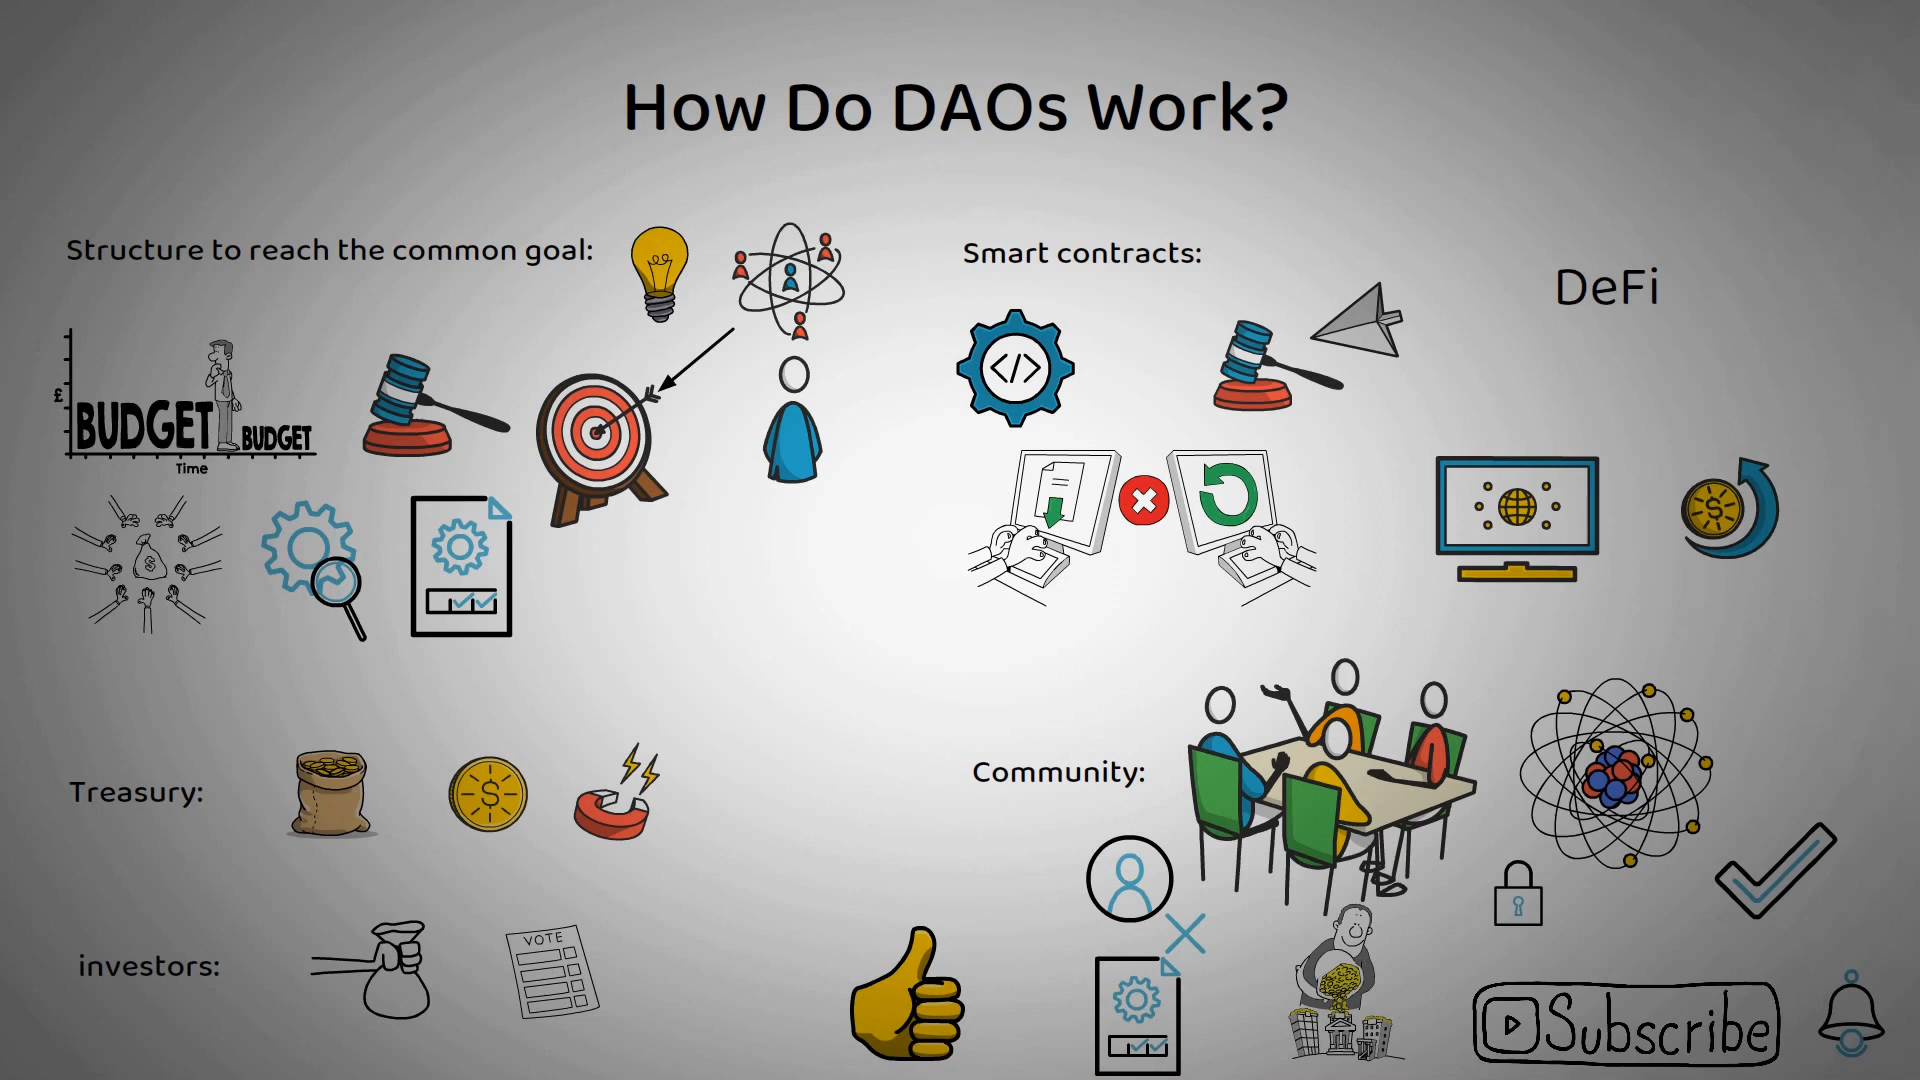 How Do DAOs Work?
Structure to reach the common goal:
Smart contracts:
DeFi
£
BUDGET
BUDGET
Time
$
</>
$
Treasury:
$
Community:
investors:
VOTE
Subscribe